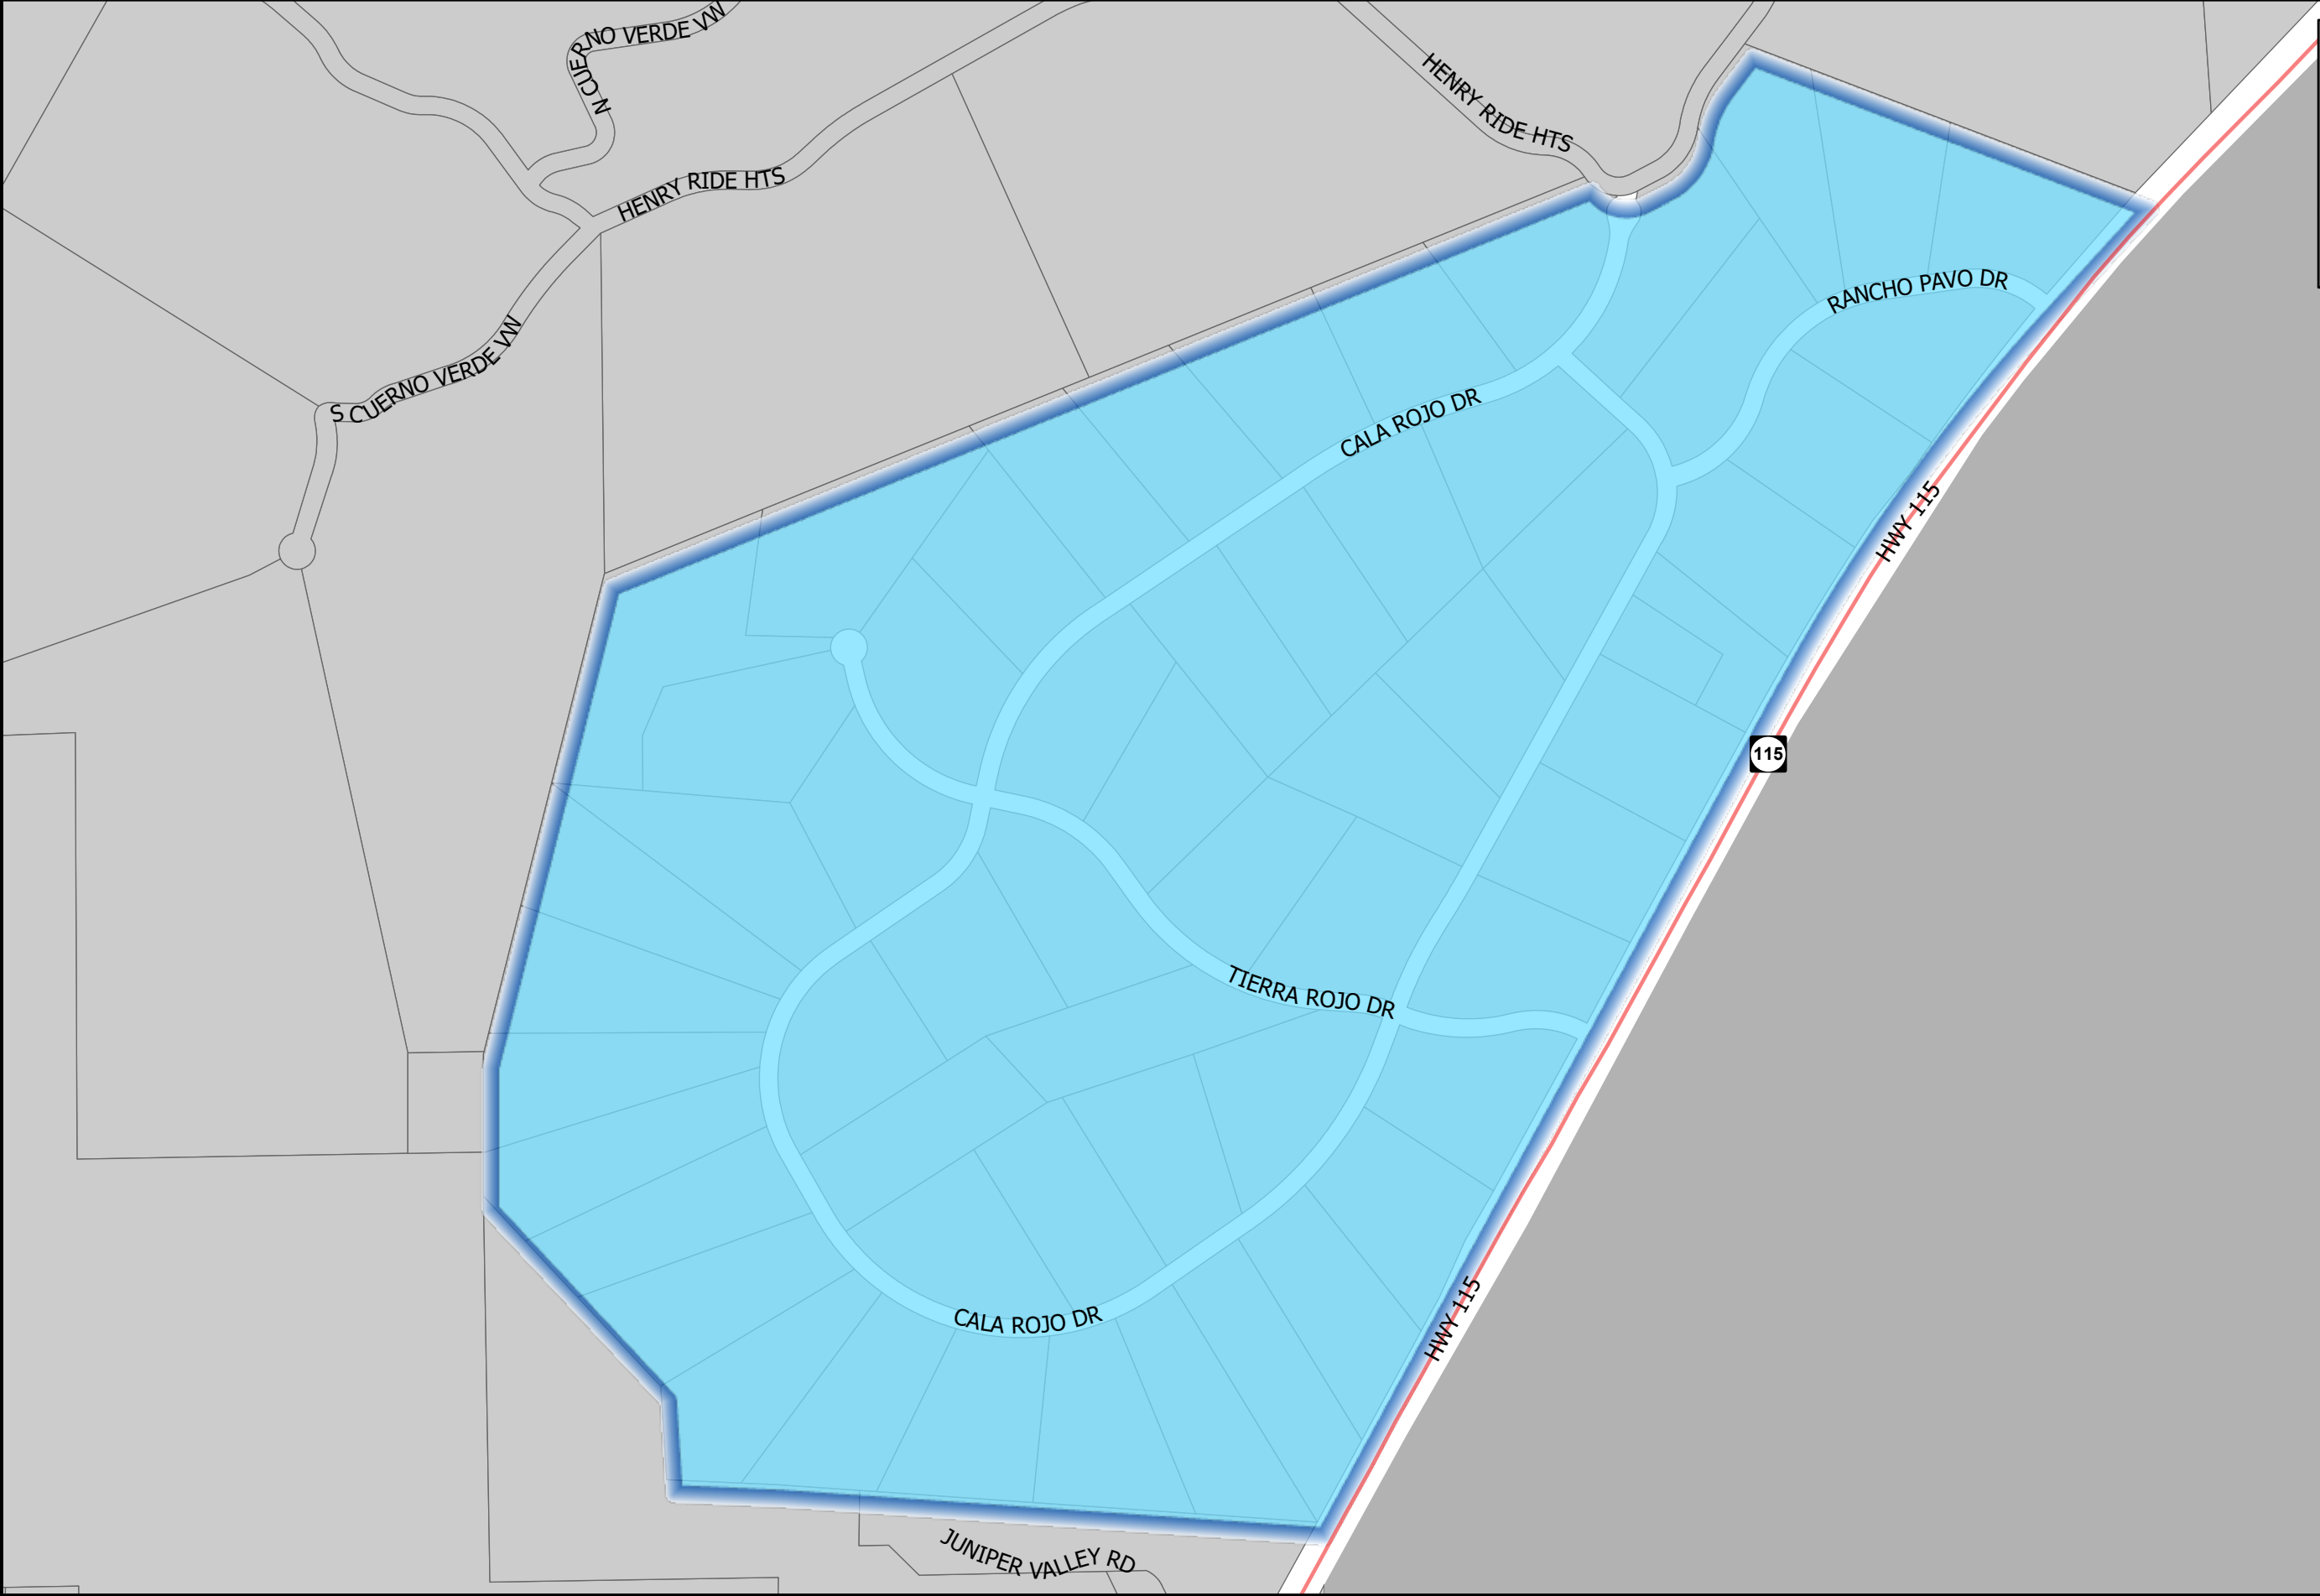 N CUERNO VERDE VW
HENRY RIDE HTS
HENRY RIDE HTS
RANCHO PAVO DR
S CUERNO VERDE VW
CALA ROJO DR
HWY 115
115
TIERRA ROJO DR
CALA ROJO DR
HWY 115
JUNIPER VALLEY RD